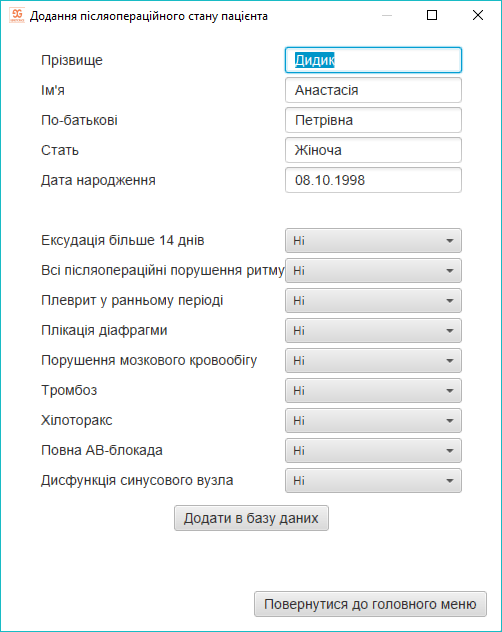 Додання післяопераційного стану пацієнта
Прізвище Дидик
Ім'я Анастасія
По-батькові Петрівна
Стать Жіноча
Дата народження 08.10.1998
Ексудація більше 14 днів Ні
Всі післяопераційні порушення ритму Ні
Плеврит у ранньому періоді Ні
Плікація діафрагми Ні
Порушення мозкового кровообігу Ні
Тромбоз Ні
Хілоторакс Ні
Повна АВ-блокада Ні
Дисфункція синусового вузла Ні
Додати в базу даних
Повернутися до головного меню